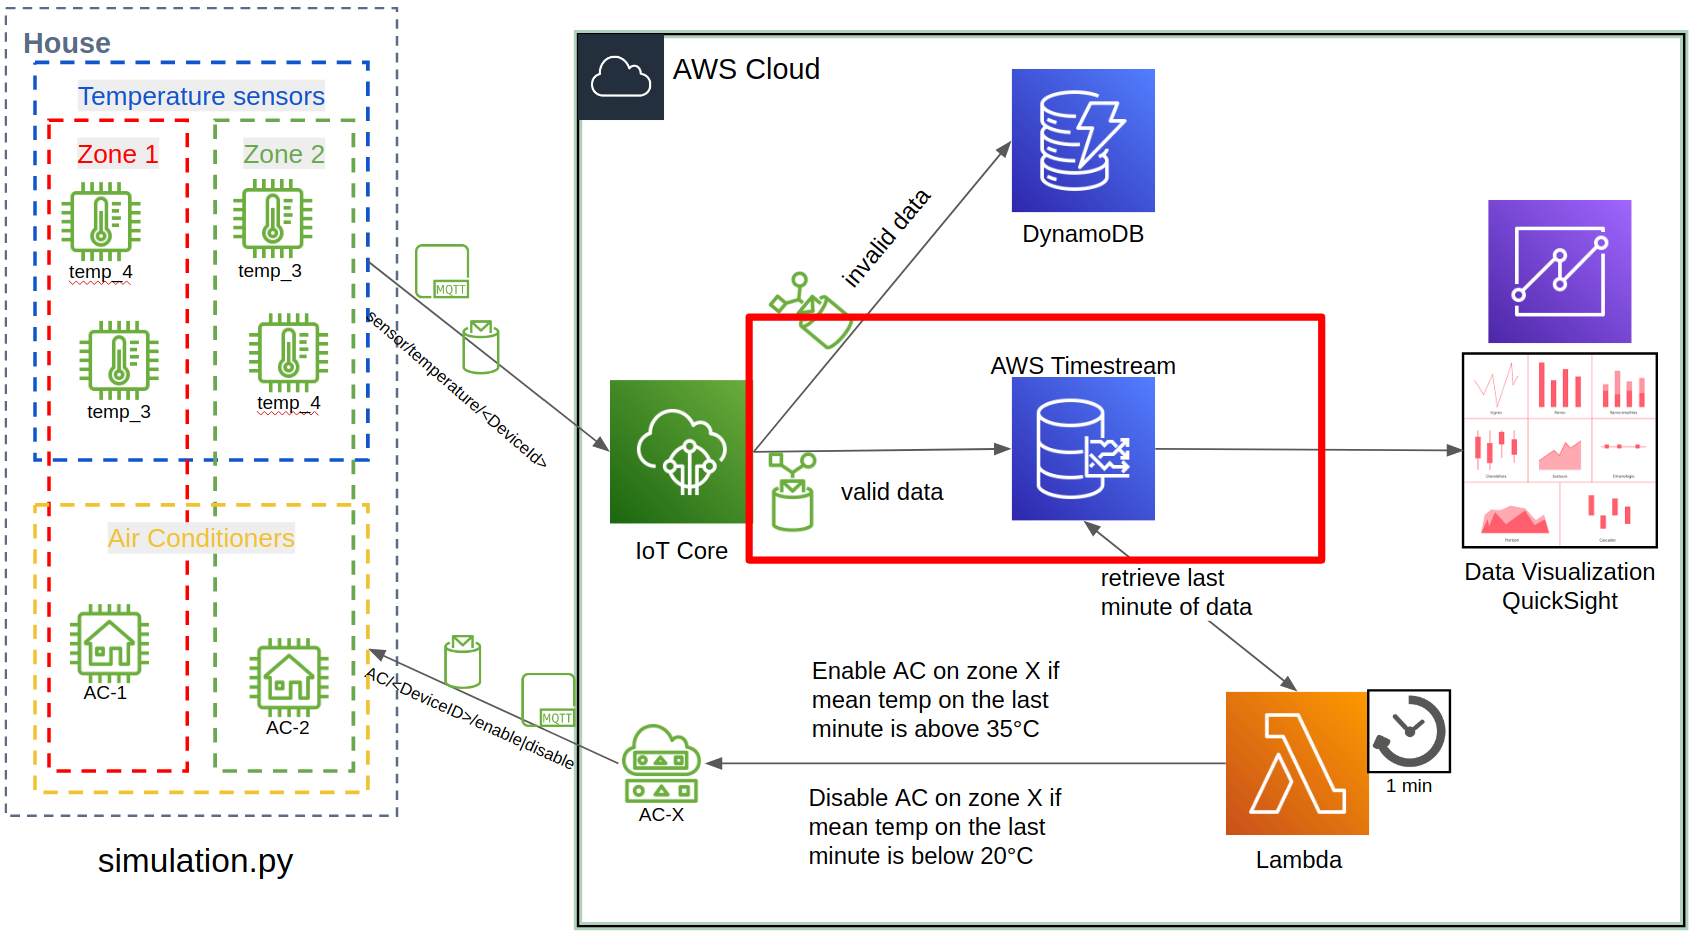 House
Temperature sensors
Zone 1
Zone 2
temp_4
temp_3
temp_3
temp_4
Air Conditioners
AC-1
AC-2
simulation.py
MQTT
sensor/temperature/<DeviceId>
AC/<DeviceID>/enable|disable
MQTT
AWS Cloud
DynamoDB
invalid data
AWS Timestream
valid data
IoT Core
retrieve last
minute of data
Data Visualization
QuickSight
Enable AC on zone X if
mean temp on the last
minute is above 35°C
AC-X
Disable AC on zone X if
mean temp on the last
minute is below 20°C
1 min
Lambda